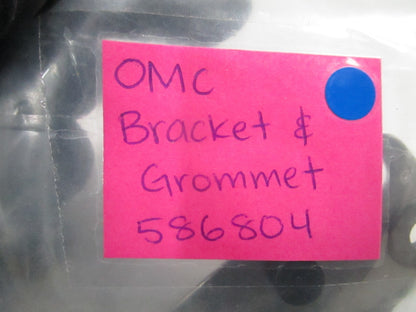 OMC
Bracket &
Grommet
586804